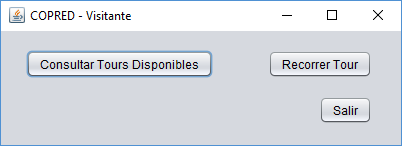 COPRED - Visitante
Consultar Tours Disponibles
Recorrer Tour
Salir